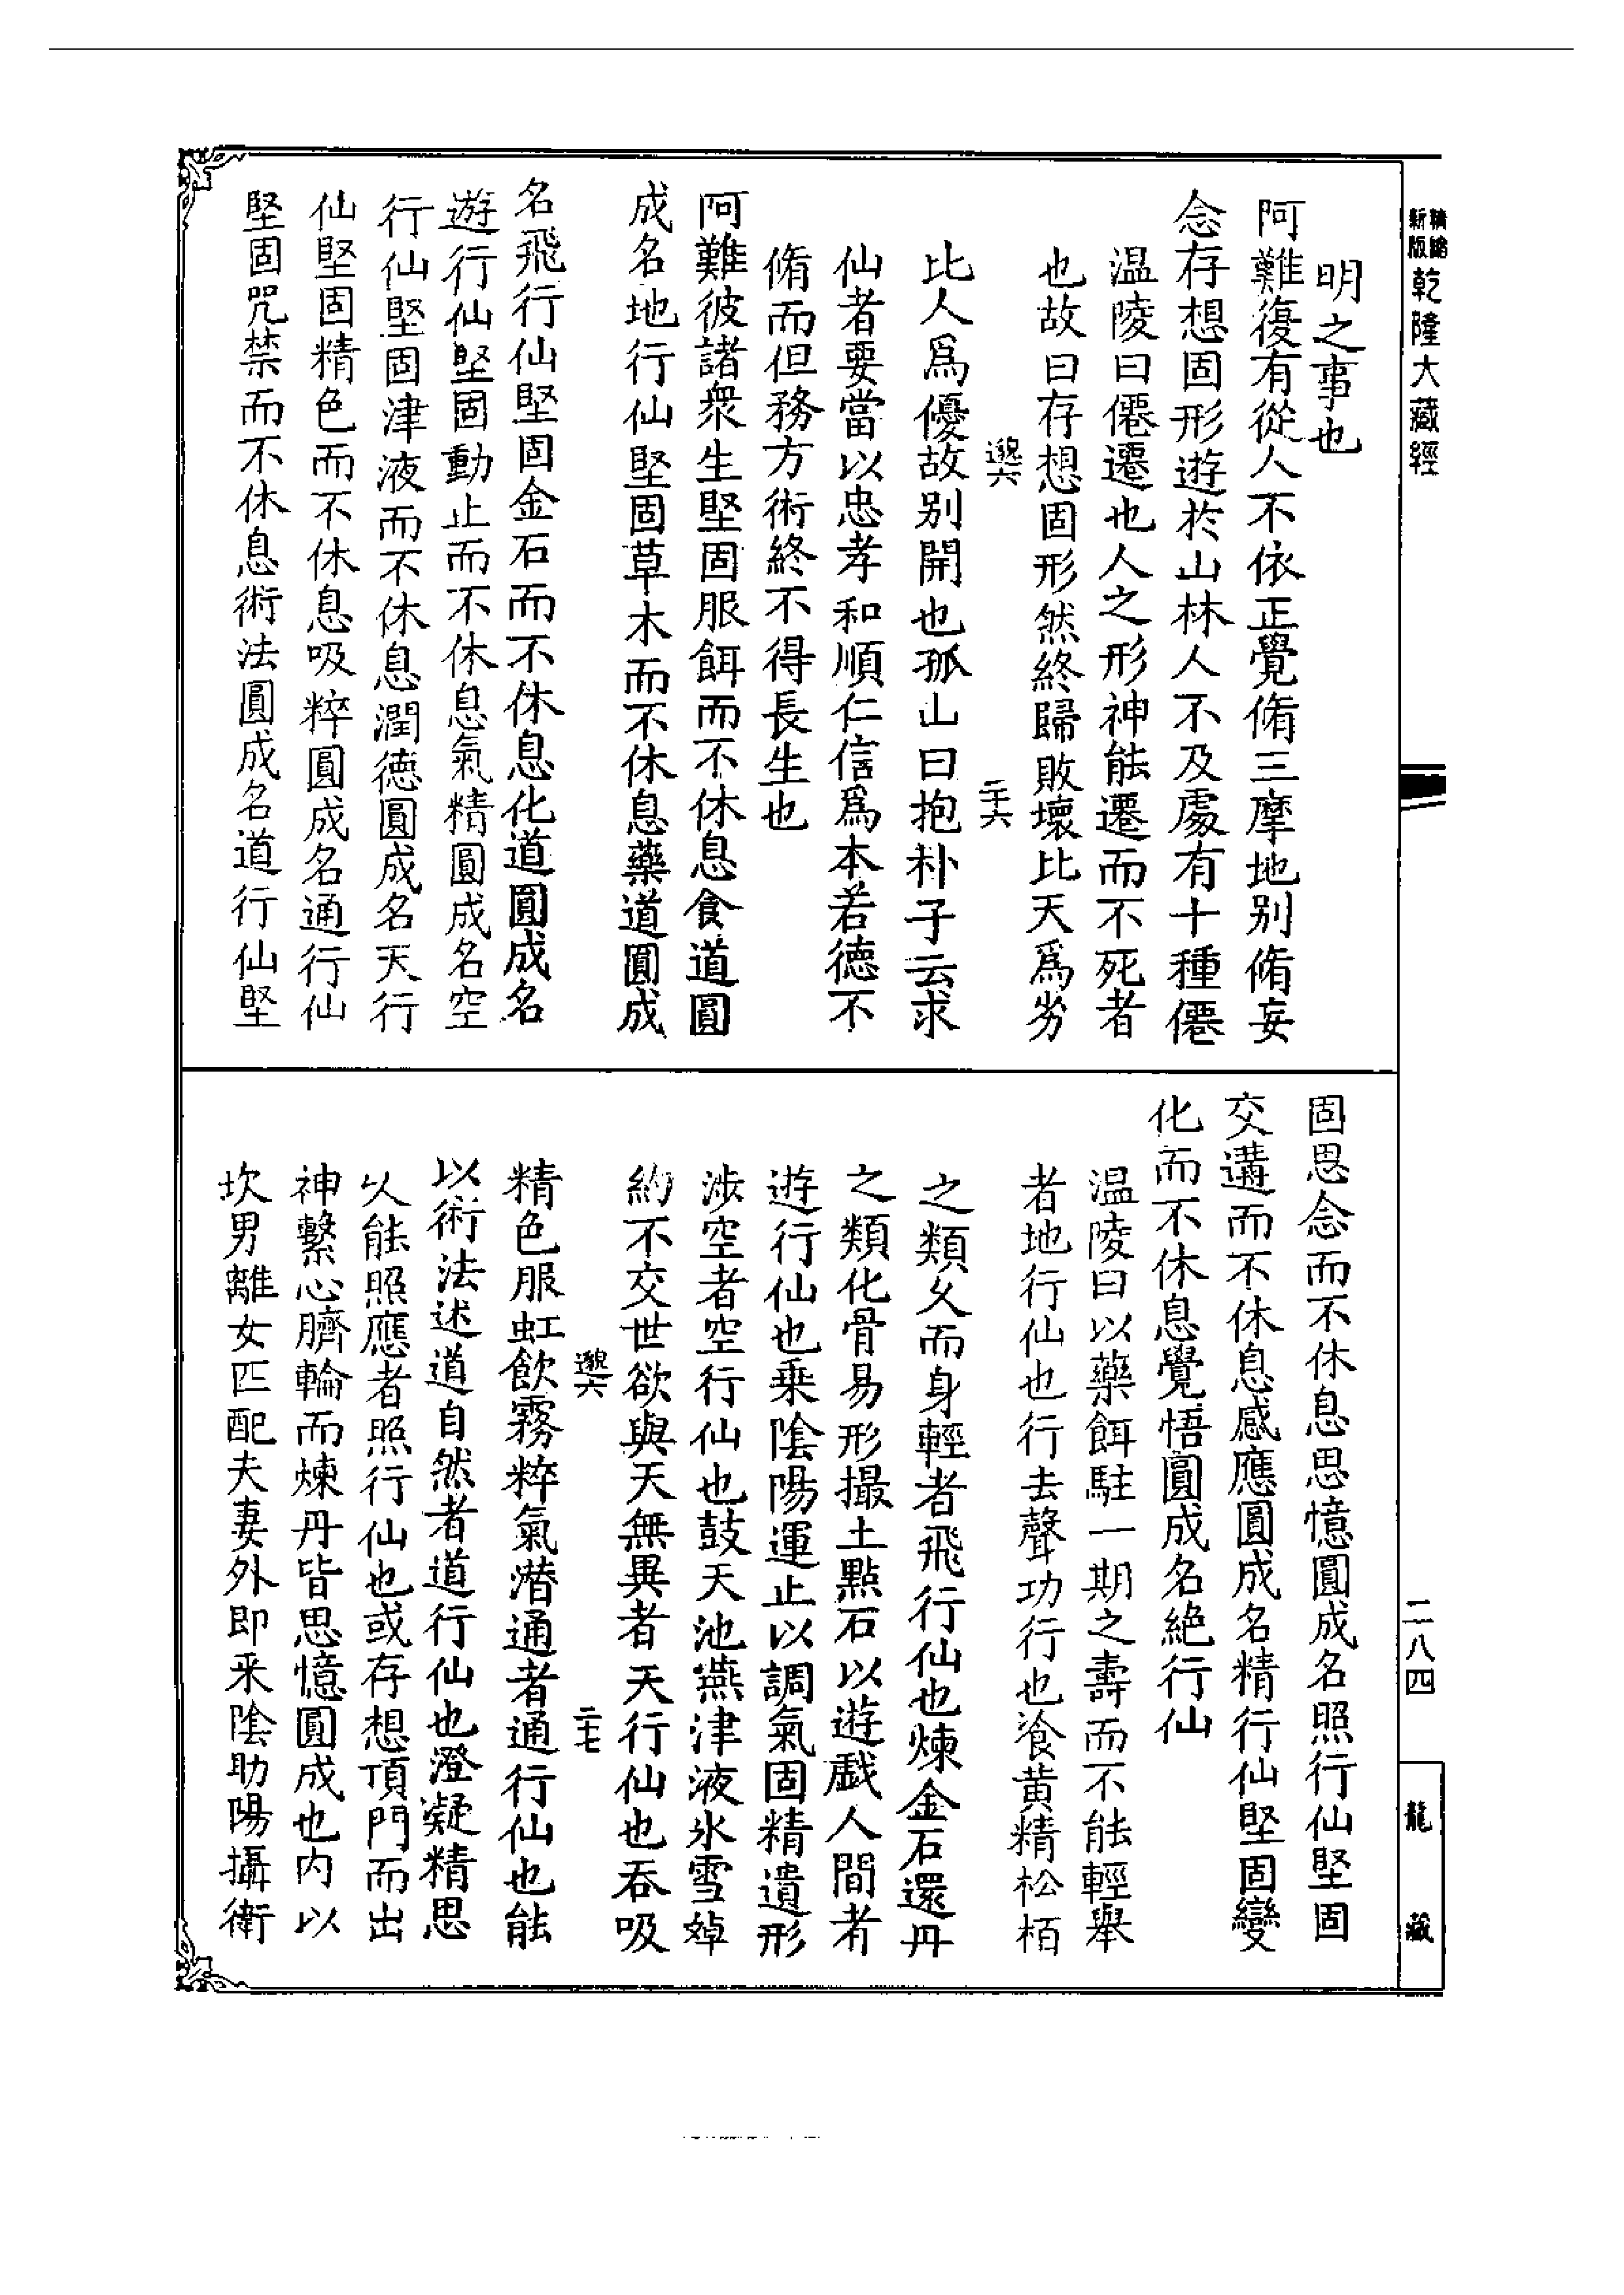 精縮新版乾隆大藏經
明之事也
阿難復有從人不依正覺脩三摩地别脩妄
念存想固形遊於山林人不及處有十種僊
温陵曰僊遷也人之形神能遷而不死者
也故曰存想固形然終歸敗壞比天爲劣
邈六 二十六
比人爲優故别開也孤山曰抱朴子云求
仙者要當以忠孝和順仁信爲本若德不
脩而但務方術終不得長生也
阿難彼諸衆生堅固服餌而不休息食道圓
成名地行仙堅固草木而不休息藥道圓成
名飛行仙堅固金石而不休息化道圓成名
遊行仙堅固動止而不休息氣精圓成名空
行仙堅固津液而不休息潤德圓成名天行
仙堅固精色而不休息吸粹圓成名通行仙
堅固咒禁而不休息術法圓成名道行仙堅
固思念而不休息思憶圓成名照行仙堅固
交遘而不休息感應圓成名精行仙堅固變
化而不休息覺悟圓成名絶行仙
温陵曰以藥餌駐一期之壽而不能輕舉
者地行仙也行去聲功行也飡黄精松栢
之類久而身輕者飛行仙也煉金石還丹
之類化骨易形撮土點石以遊戯人間者
遊行仙也乗陰陽運止以調氣固精遺形
涉空者空行仙也鼓天池燕津液氷雪婥
約不交世欲與天無異者天行仙也吞吸
邈六 二十七
精色服虹飲霧粹氣潜通者通行仙也能
以術法述道自然者道行仙也澄凝精思
乆能照應者照行仙也或存想頂門而出
神繫心臍輪而煉丹皆思憶圓成也内以
坎男離女匹配夫妻外即釆陰助陽攝衛
二八四
龍藏